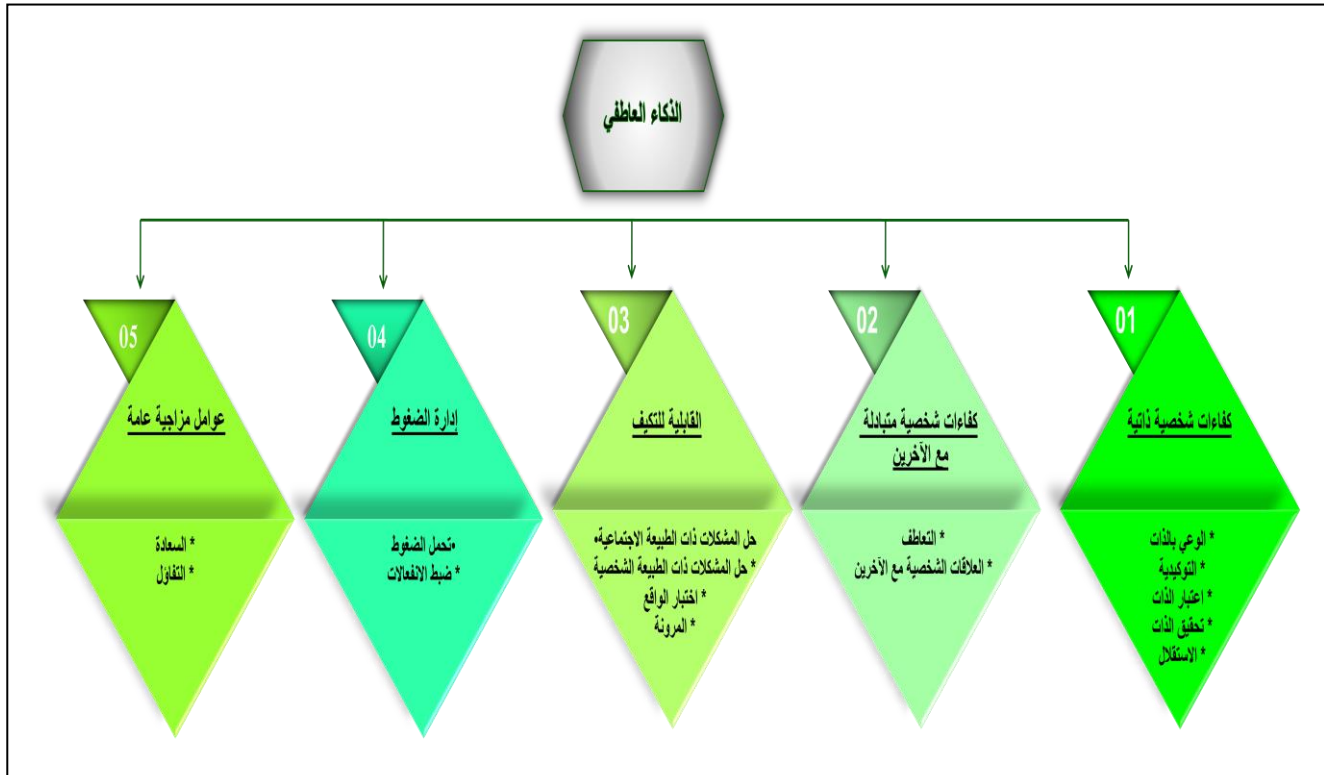 الذكاء العاطفي
01
كفاءات شخصية ذاتية
* الوعي بالذات
* التوكيدية
* اعتبار الذات
* تحقيق الذات
* الاستقلال
02
كفاءات شخصية متبادلة
مع الآخرين
* التعاطف
* العلاقات الشخصية مع الآخرين
03
القابلية للتكيف
حل المشكلات ذات الطبيعة الاجتماعية•
* حل المشكلات ذات الطبيعة الشخصية
* اختبار الواقع
* المرونة
04
إدارة الضغوط
•تحمل الضغوط
* ضبط الانفعالات
05
عوامل مزاجية عامة
* السعادة
* التفاؤل